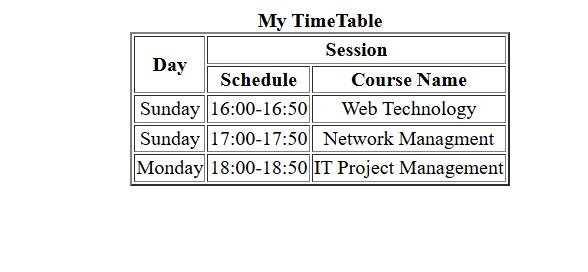 My TimeTable
Day Session
Schedule Course Name
Sunday 16:00-16:50 Web Technology
Sunday 17:00-17:50 Network Managment
Monday 18:00-18:50 IT Project Management